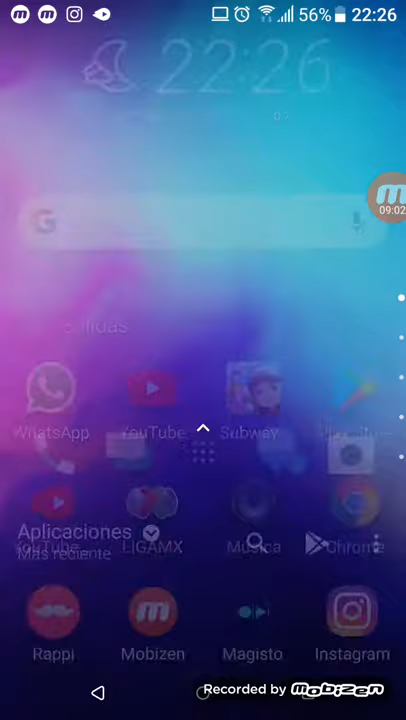 56% 22:26
22:26
G
09:02
WhatsApp YouTube Subway
Aplicaciones
Más reciente
YouTube LIGAMX Música Chrome
Rappi Mobizen Magisto Instagram
Recorded by mobizen